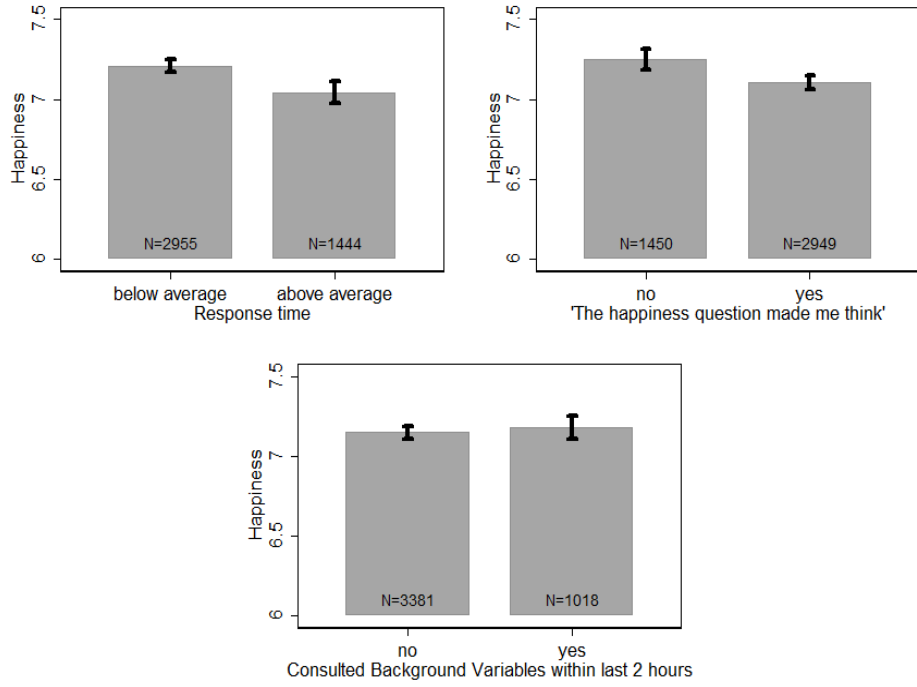 7.5
7
6.5
6
Happiness
N=2955
N=1444
below average
above average
Response time
7.5
7
6.5
6
Happiness
N=1450
N=2949
no
yes
'The happiness question made me think'
7.5
7
6.5
6
Happiness
N=3381
N=1018
no
yes
Consulted Background Variables within last 2 hours